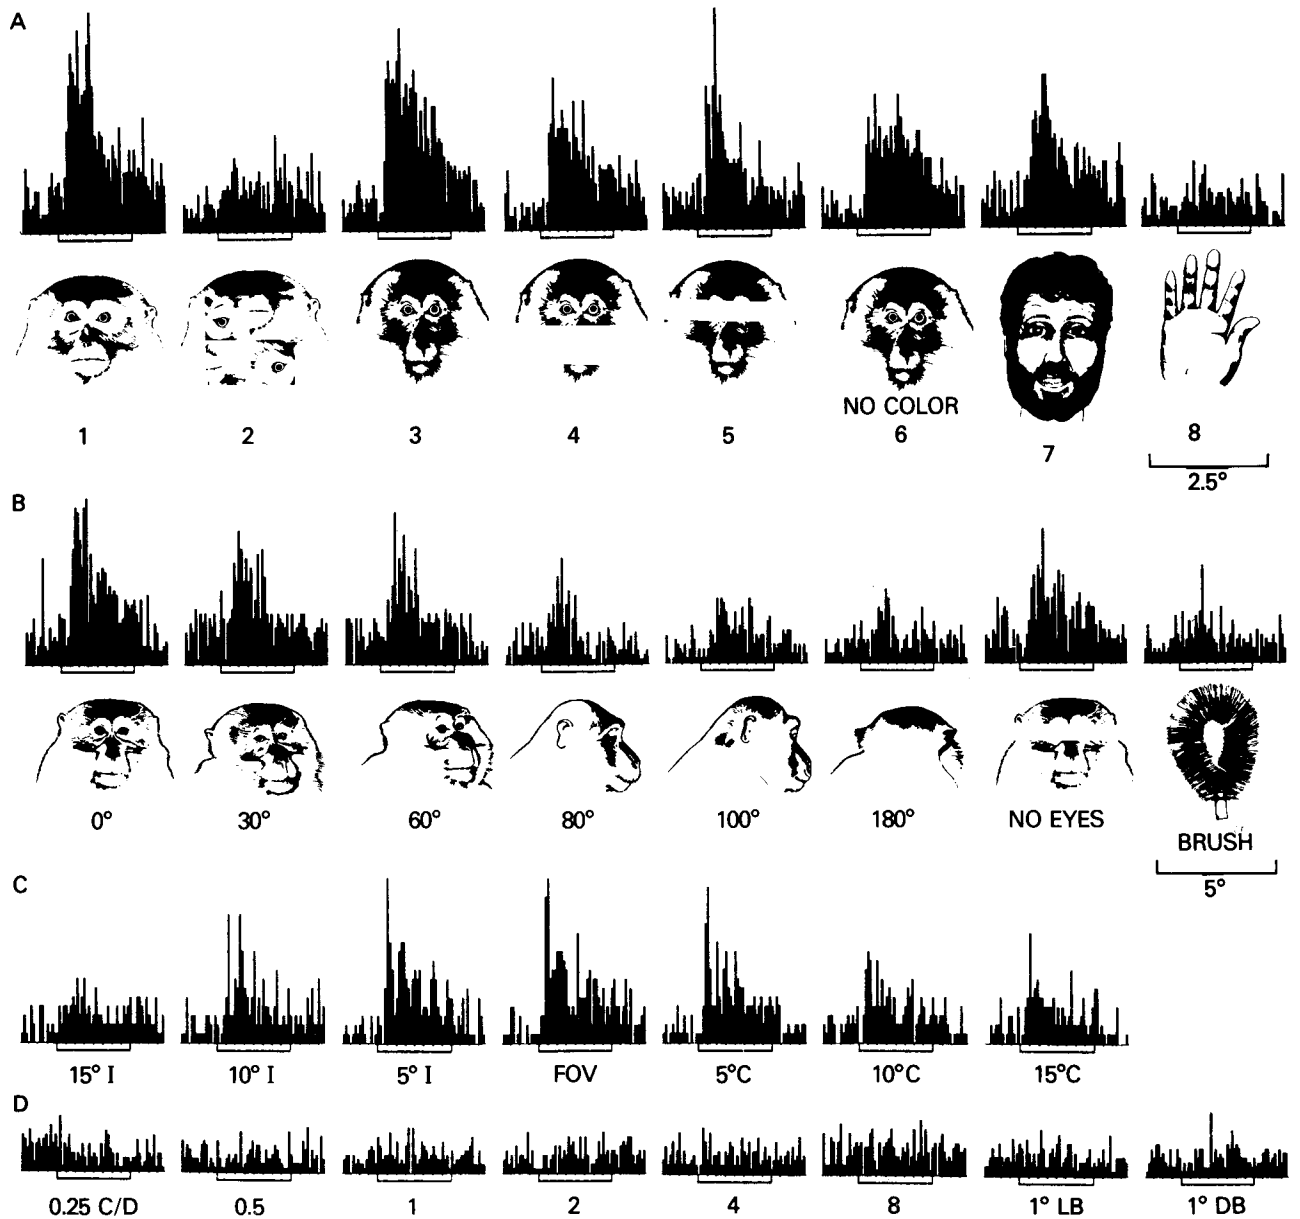 A
NO COLOR
1 2 3 4 5 6 7 8
2.5°
B
0° 30° 60° 80° 100° 180° NO EYES
BRUSH
5°
C
15° I 10° I 5° I FOV 5°C 10°C 15°C
D
0.25 C/D 0.5 1 2 4 8 1° LB 1° DB